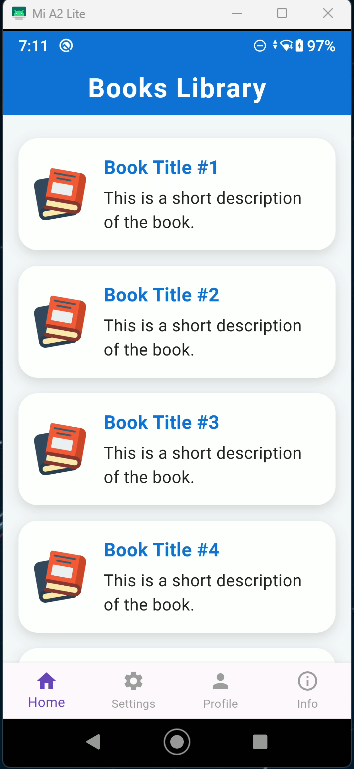 Mi A2 Lite
7:11
97%
Books Library
Book Title #1
This is a short description
of the book.
Book Title #2
This is a short description
of the book.
Book Title #3
This is a short description
of the book.
Book Title #4
This is a short description
of the book.
Home
Settings
Profile
Info